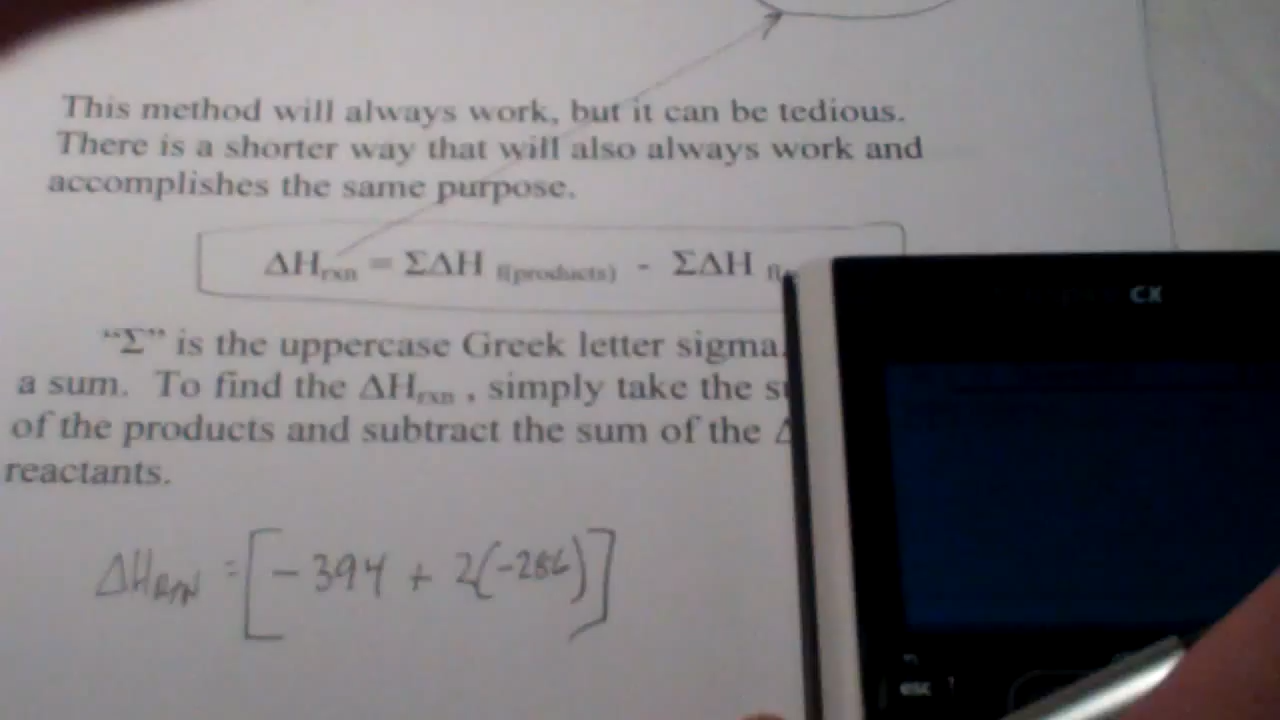 This method will always work, but it can be tedious.
There is a shorter way that will also always work and
accomplishes the same purpose.
ΔHrxn = ΣΔH f(products) - ΣΔH f(
"Σ" is the uppercase Greek letter sigma.
a sum. To find the ΔHrxn , simply take the
of the products and subtract the sum of the Δ
reactants.
ΔHRXN = [-394 + 2(-286)]
CX
esc